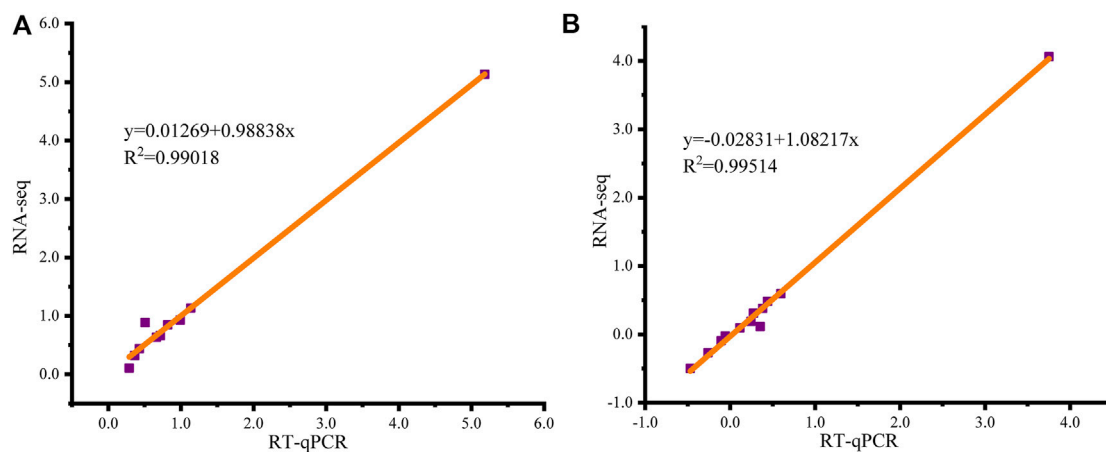 A
6.0
5.0
4.0
3.0
2.0
1.0
0.0
RNA-seq
y=0.01269+0.98838x
R²=0.99018
0.0 1.0 2.0 3.0 4.0 5.0 6.0
RT-qPCR
B
4.0
3.0
2.0
1.0
0.0
-1.0
RNA-seq
y=-0.02831+1.08217x
R²=0.99514
-1.0 0.0 1.0 2.0 3.0 4.0
RT-qPCR